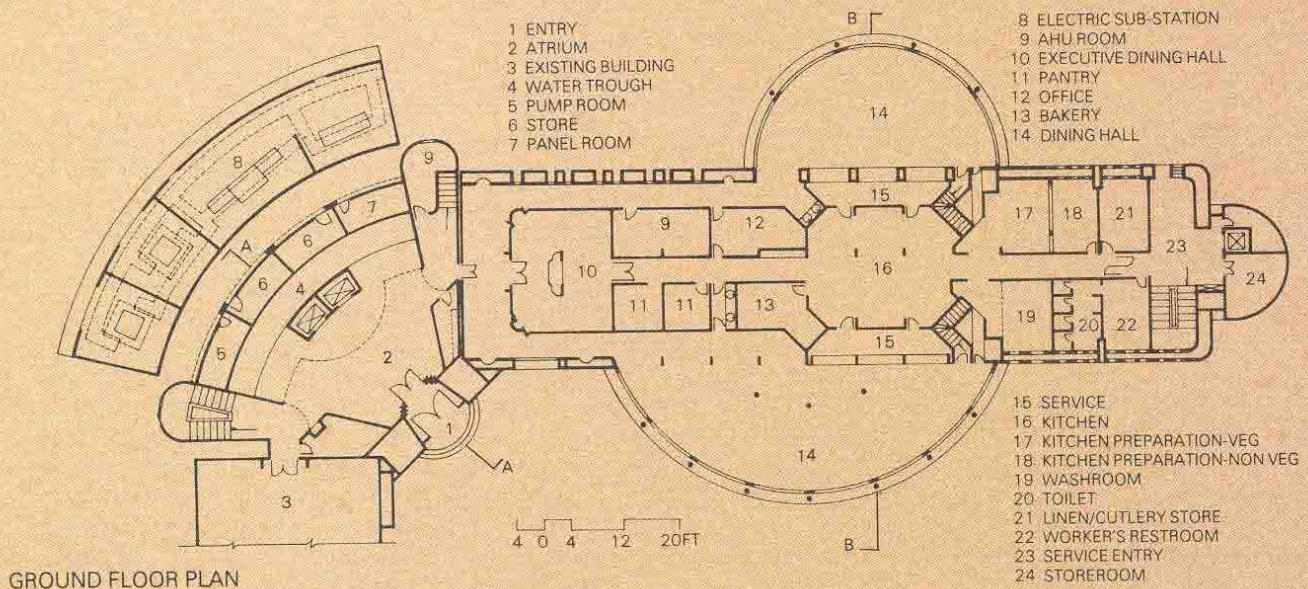 1 ENTRY
2 ATRIUM
3 EXISTING BUILDING
4 WATER TROUGH
5 PUMP ROOM
6 STORE
7 PANEL ROOM
8 ELECTRIC SUB-STATION
9 AHU ROOM
10 EXECUTIVE DINING HALL
11 PANTRY
12 OFFICE
13 BAKERY
14 DINING HALL
B
14
8
9
7
6
A
6
4
5
2
1
A
3
15
9
12
10
16
11
11
13
15
17
18
21
23
24
19
20
22
14
B
15 SERVICE
16 KITCHEN
17 KITCHEN PREPARATION-VEG
18 KITCHEN PREPARATION-NON VEG
19 WASHROOM
20 TOILET
21 LINEN/CUTLERY STORE
22 WORKER'S RESTROOM
23 SERVICE ENTRY
24 STOREROOM
4 0 4 12 20FT
GROUND FLOOR PLAN